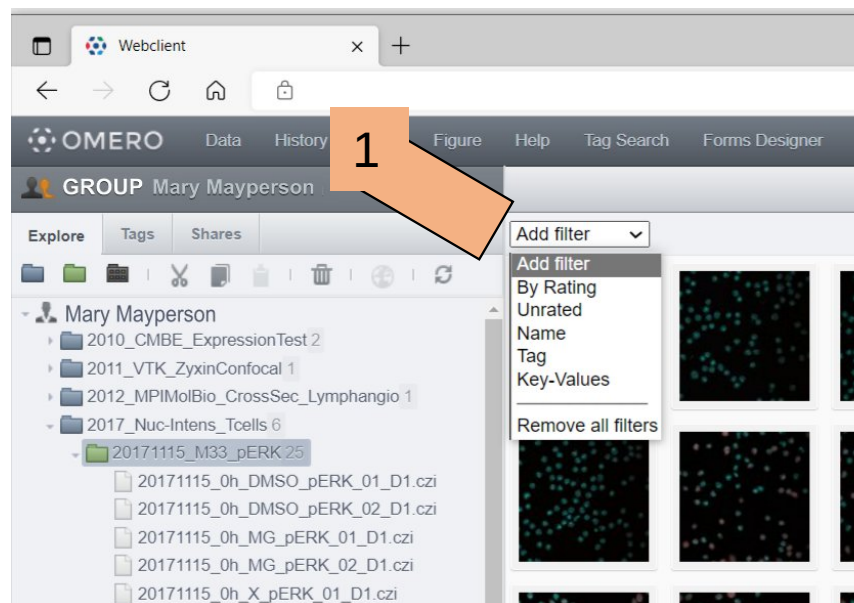 Webclient
OMERO Data History Figure Help Tag Search Forms Designer
1
GROUP Mary Mayperson
Explore Tags Shares
Add filter
Add filter
By Rating
Unrated
Name
Tag
Key-Values
Remove all filters
Mary Mayperson
2010_CMBE_ExpressionTest 2
2011_VTK_ZyxinConfocal 1
2012_MPIMolBio_CrossSec_Lymphangio 1
2017_Nuc-Intens_Tcells 6
20171115_M33_pERK 25
20171115_0h_DMSO_pERK_01_D1.czi
20171115_0h_DMSO_pERK_02_D1.czi
20171115_0h_MG_pERK_01_D1.czi
20171115_0h_MG_pERK_02_D1.czi
20171115_0h_X_pERK_01_D1.czi